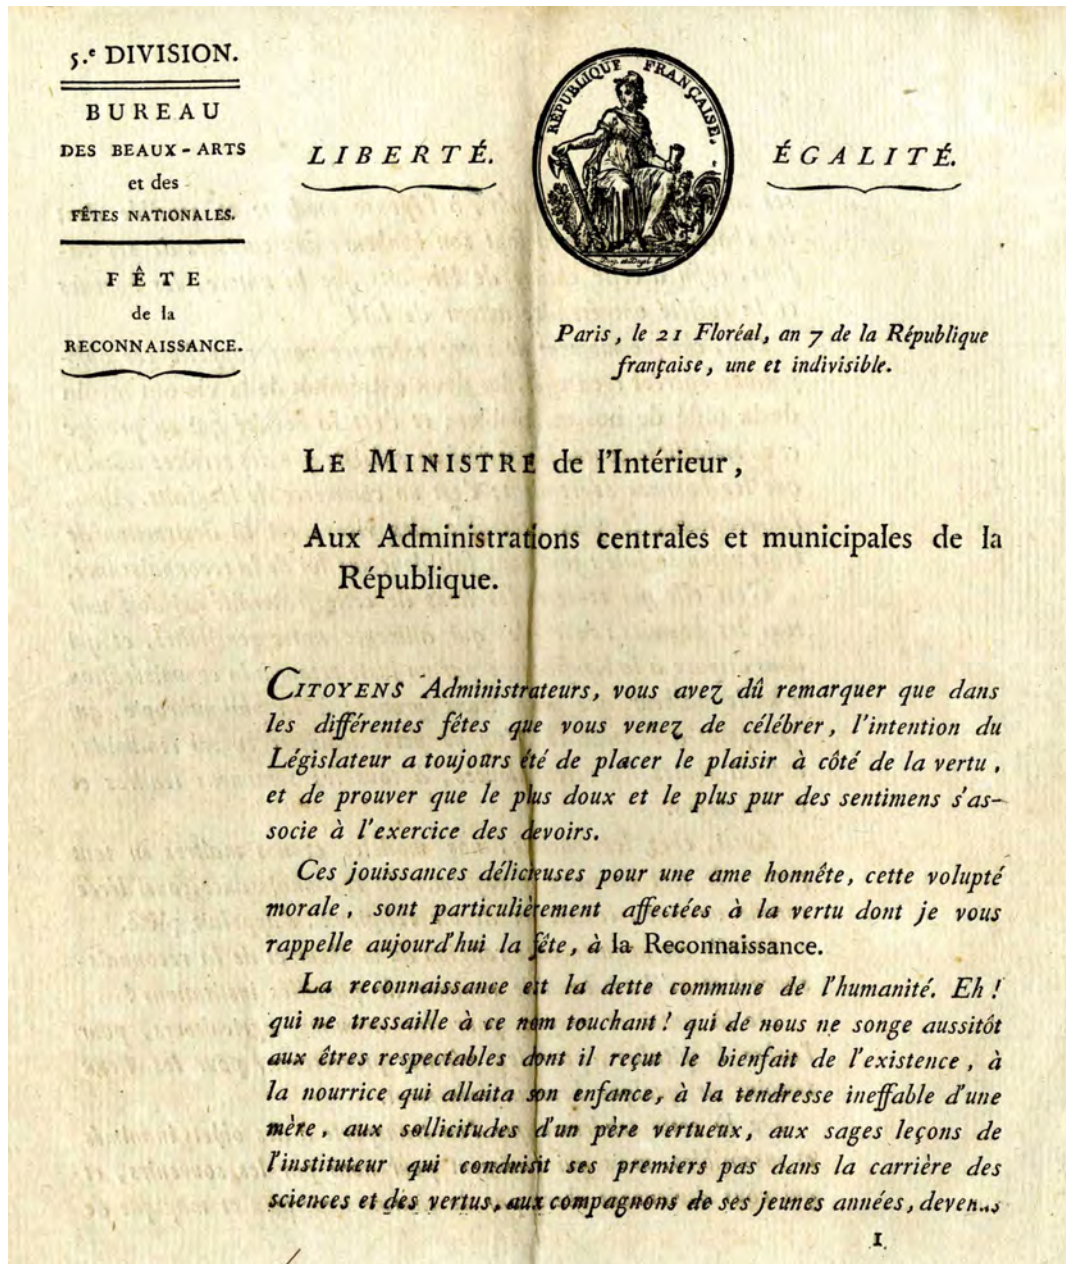 5.e DIVISION.
BUREAU
DES BEAUX-ARTS
et des
FÊTES NATIONALES.
FÊTE
de la
RECONNAISSANCE.
LIBERTÉ.
RÉPUBLIQUE FRANÇAISE.
ÉGALITÉ.
Paris, le 21 Floréal, an 7 de la République
française, une et indivisible.
LE MINISTRE de l'Intérieur,
Aux Administrations centrales et municipales de la
République.
CITOYENS Administrateurs, vous avez dû remarquer que dans
les différentes fêtes que vous venez de célébrer, l'intention du
Législateur a toujours été de placer le plaisir à côté de la vertu,
et de prouver que le plus doux et le plus pur des sentimens s'as-
socie à l'exercice des devoirs.
Ces jouissances délicieuses pour une ame honnête, cette volupté
morale, sont particulièrement affectées à la vertu dont je vous
rappelle aujourd'hui la fête, à la Reconnaissance.
La reconnaissance est la dette commune de l'humanité. Eh!
qui ne tressaille à ce nom touchant! qui de nous ne songe aussitôt
aux êtres respectables dont il reçut le bienfait de l'existence, à
la nourrice qui allaita son enfance, à la tendresse ineffable d'une
mère, aux sollicitudes d'un père vertueux, aux sages leçons de
l'instituteur qui conduisit ses premiers pas dans la carrière des
sciences et des vertus, aux compagnons de ses jeunes années, devenus
1